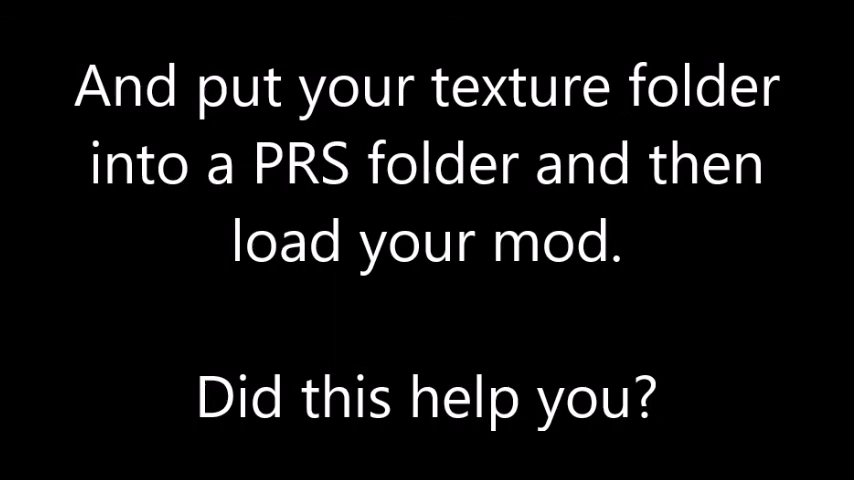 And put your texture folder
into a PRS folder and then
load your mod.
Did this help you?